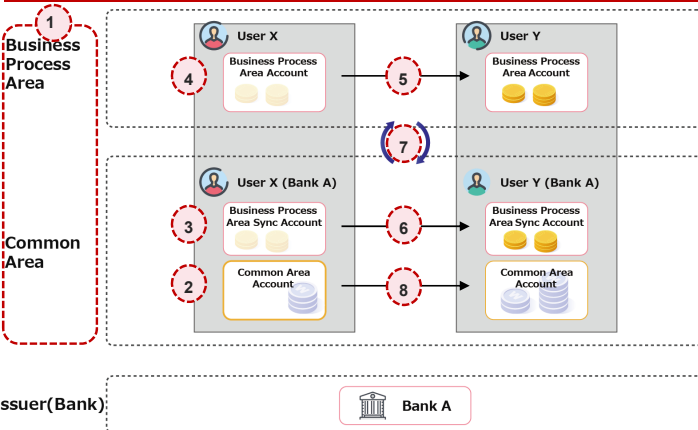 1
Business
Process
Area
User X
User Y
4
Business Process
Area Account
5
Business Process
Area Account
7
User X (Bank A)
User Y (Bank A)
3
Business Process
Area Sync Account
6
Business Process
Area Sync Account
Common
Area
2
Common Area
Account
8
Common Area
Account
ssuer(Bank)
Bank A